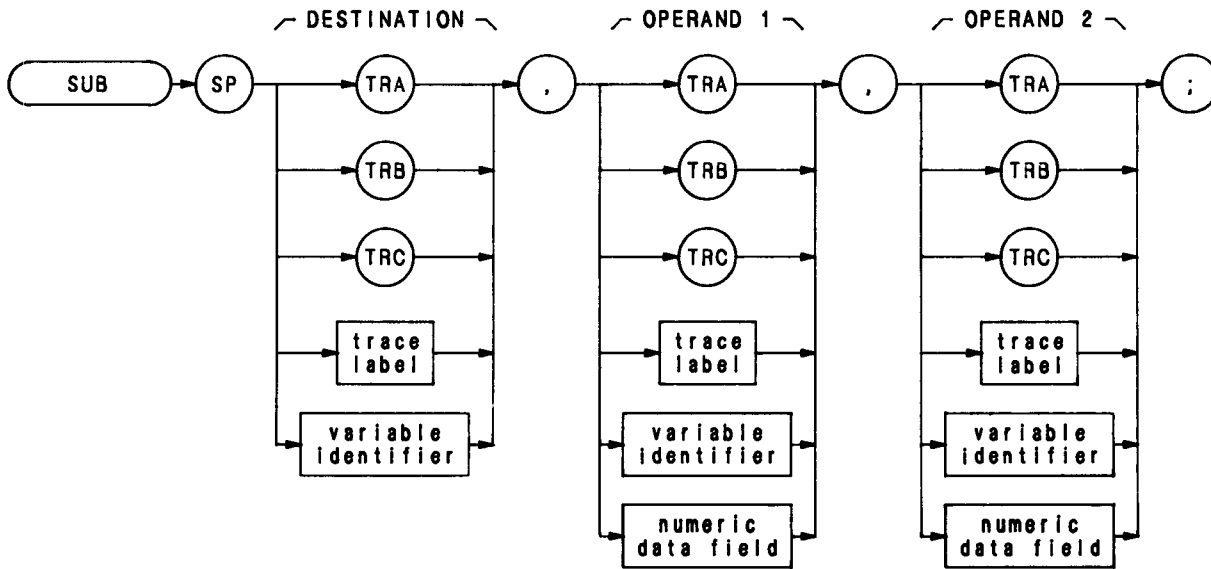 DESTINATION OPERAND 1 OPERAND 2
SUB SP TRA , TRA , TRA ;
TRB TRB TRB
TRC TRC TRC
trace trace trace
label label label
variable variable variable
identifier identifier identifier
numeric numeric
data field data field